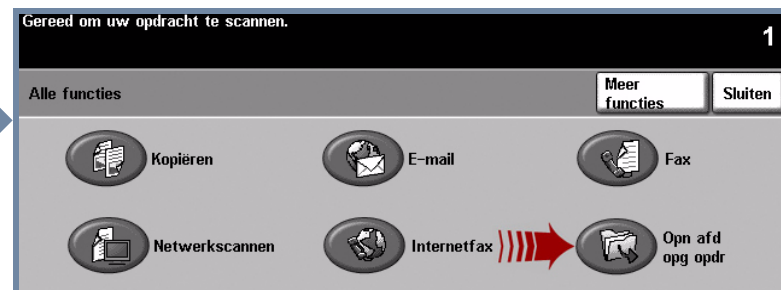 Gereed om uw opdracht te scannen.
1
Alle functies
Meer
functies
Sluiten
Kopiëren
E-mail
Fax
Netwerkscannen
Internetfax
Opn afd
opg opdr